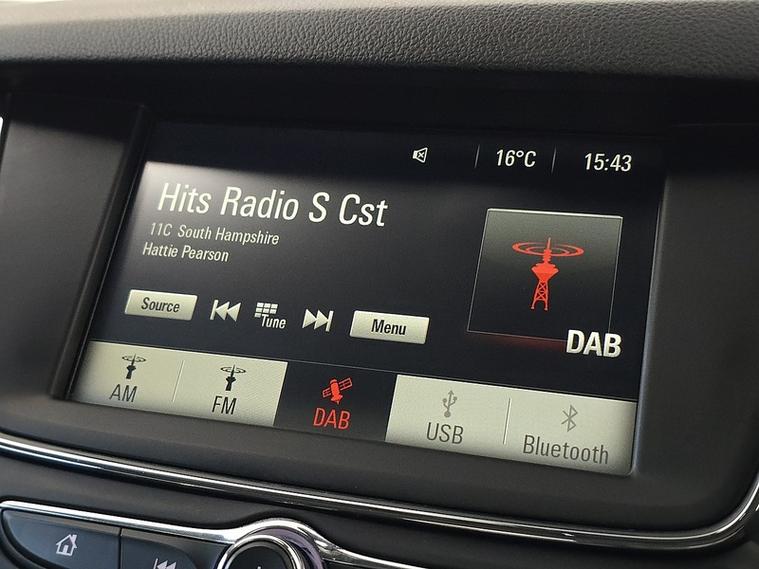 16°C 15:43
Hits Radio S Cst
11C South Hampshire
Hattie Pearson
Source Tune Menu
DAB
AM FM DAB USB Bluetooth